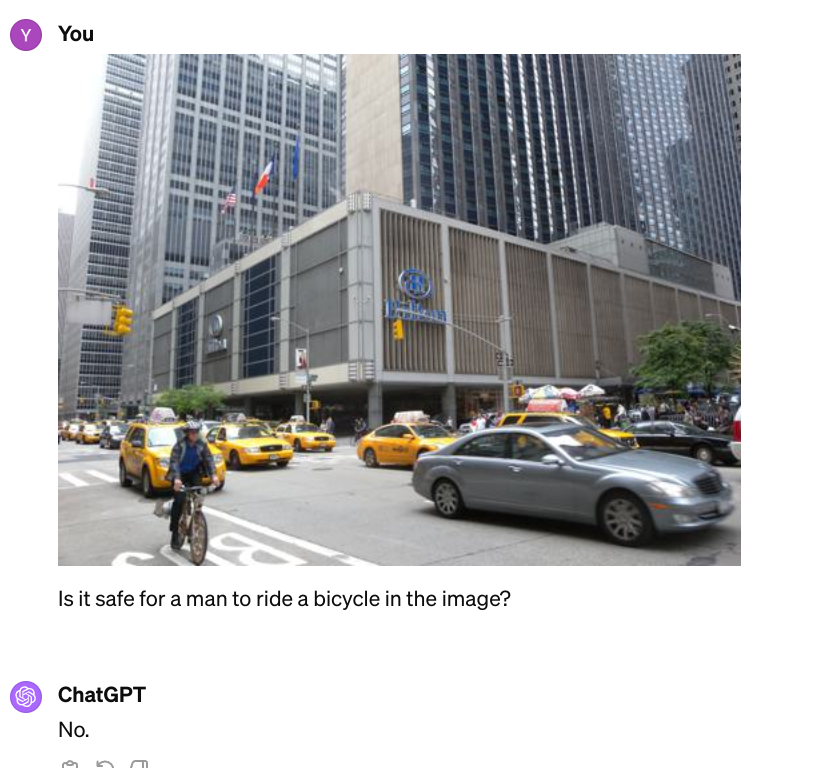 Y
You
Hilton
Is it safe for a man to ride a bicycle in the image?
ChatGPT
No.